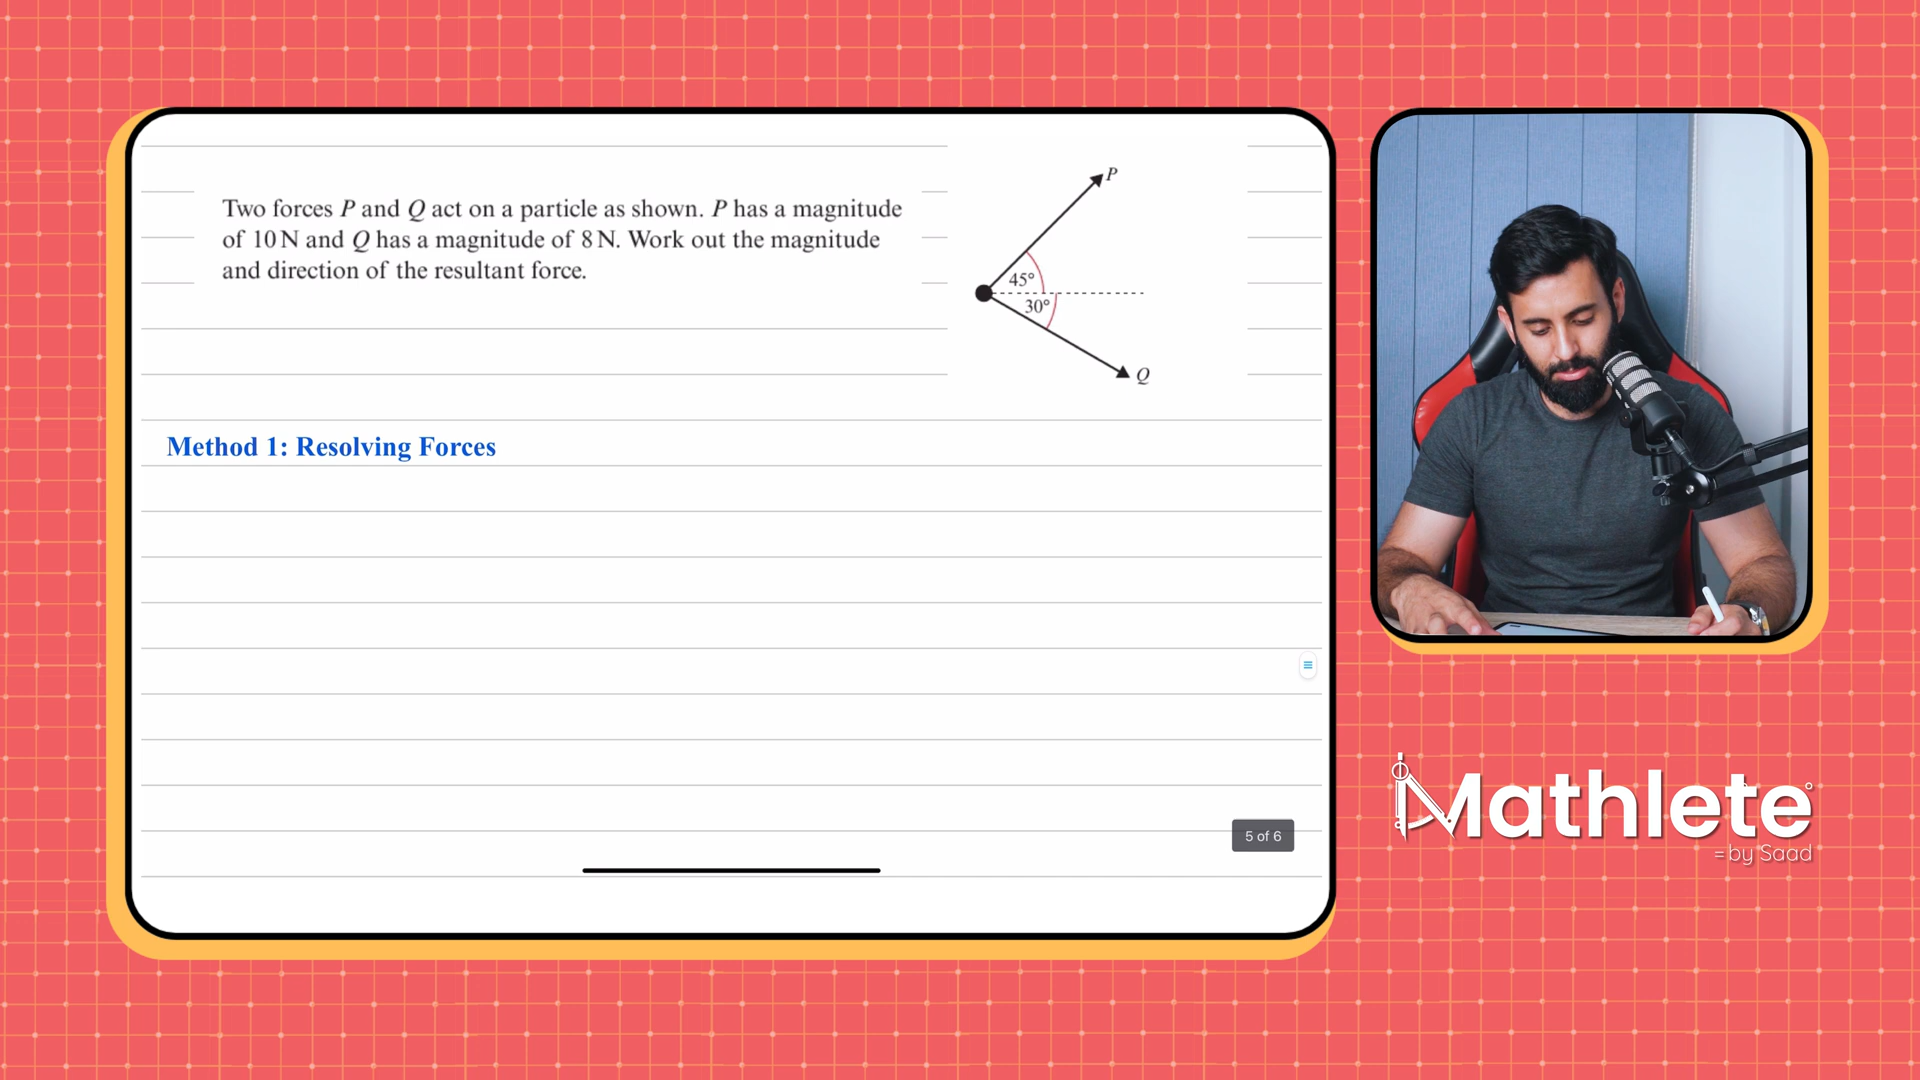 Two forces P and Q act on a particle as shown. P has a magnitude
of 10 N and Q has a magnitude of 8 N. Work out the magnitude
and direction of the resultant force.
P
45°
30°
Q
Method 1: Resolving Forces
5 of 6
Mathlete
=by Saad